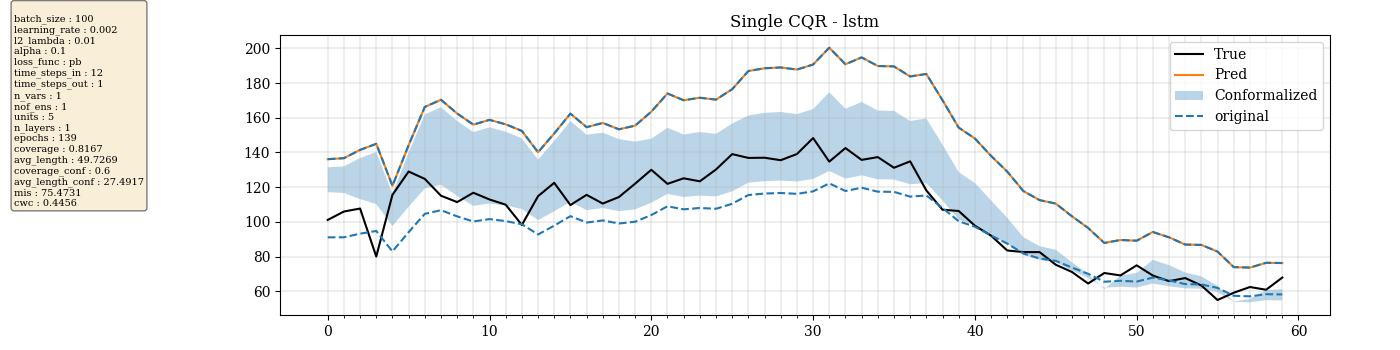 batch_size : 100
learning_rate : 0.002
l2_lambda : 0.01
alpha : 0.1
loss_func : pb
time_steps_in : 12
time_steps_out : 1
n_vars : 1
nof_ens : 1
units : 5
n_layers : 1
epochs : 139
coverage : 0.8167
avg_length : 49.7269
coverage_conf : 0.6
avg_length_conf : 27.4917
mis : 75.4731
cwc : 0.4456
Single CQR - lstm
200
180
160
140
120
100
80
60
True
Pred
Conformalized
original
0
10
20
30
40
50
60